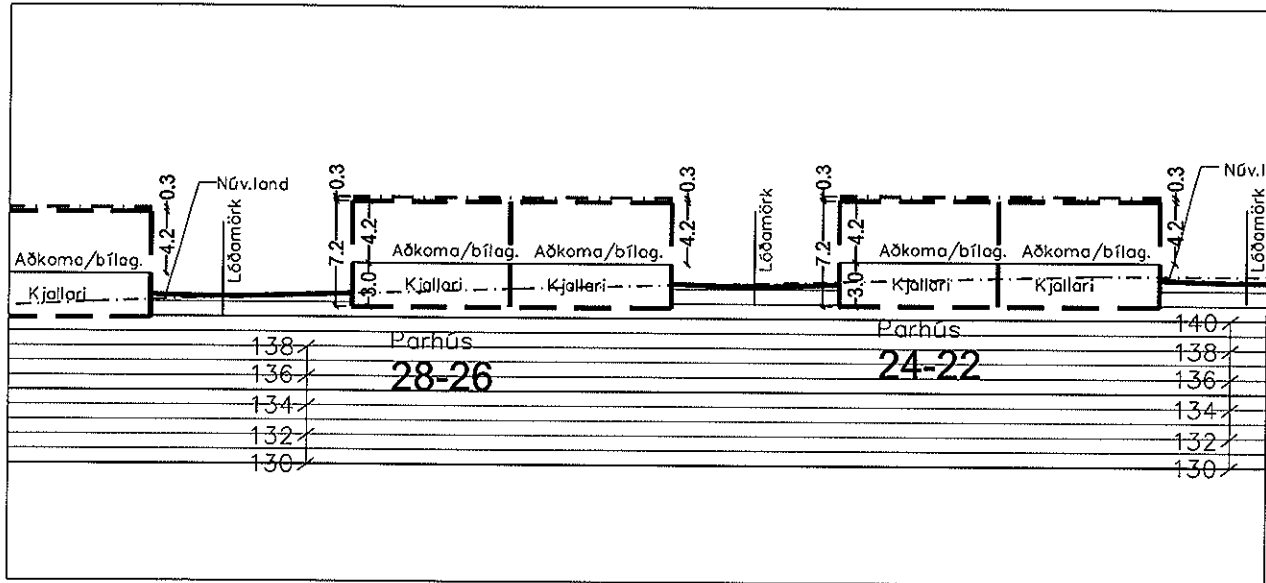 0.3
4.2
Núv.land
Lóðamörk
Aðkoma/bílag.
Kjallari
0.3
7.2
4.2
3.0
Aðkoma/bílag.
Aðkoma/bílag.
Kjallari
Kjallari
0.3
4.2
Lóðamörk
0.3
7.2
4.2
3.0
Aðkoma/bílag.
Aðkoma/bílag.
Kjallari
Kjallari
0.3
4.2
Núv.l
Lóðamörk
Parhús
28-26
Parhús
24-22
138
136
134
132
130
140
138
136
134
132
130